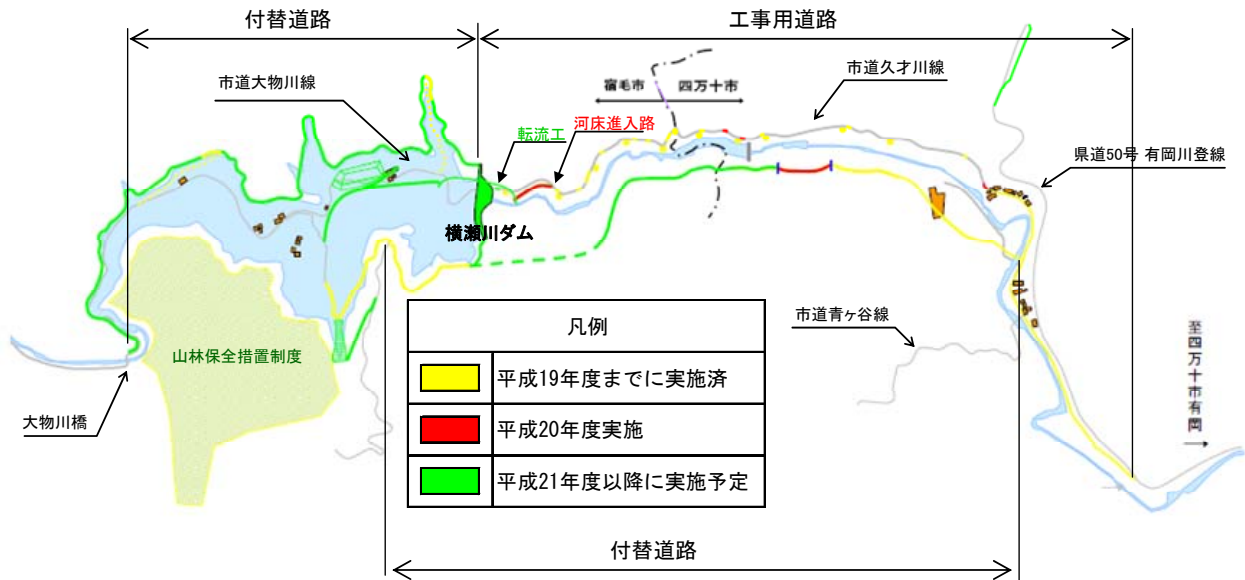 付替道路
工事用道路
市道大物川線
宿毛市
四万十市
市道久才川線
転流工
河床進入路
県道50号 有岡川登線
横瀬川ダム
凡例
平成19年度までに実施済
平成20年度実施
平成21年度以降に実施予定
山林保全措置制度
市道青ヶ谷線
至四万十市有岡
大物川橋
付替道路